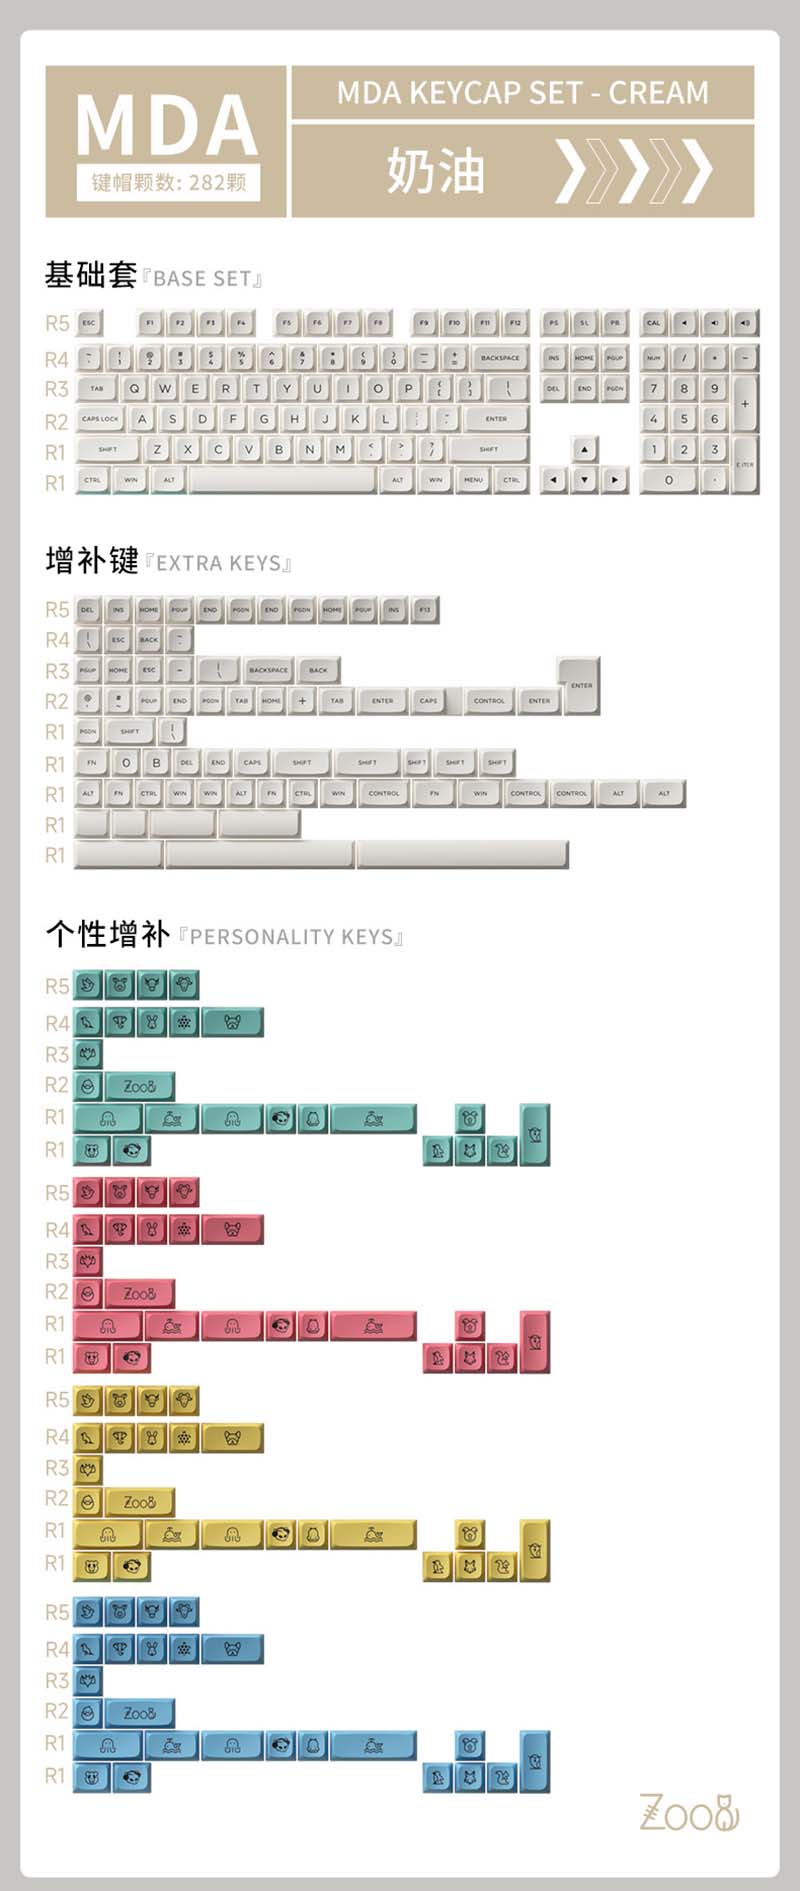 MDA
键帽颗数: 282颗
MDA KEYCAP SET - CREAM
奶油
基础套『BASE SET』
R5 ESC F1 F2 F3 F4 F5 F6 F7 F8 F9 F10 F11 F12 PS SL PB CAL
R4 ~ ! 1 @ 2 # 3 $ 4 % 5 ^ 6 & 7 * 8 ( 9 ) 0 — - + = BACKSPACE INS HOME PGUP NUM / * -
R3 TAB Q W E R T Y U I O P { [ } ] | \ DEL END PGDN 7 8 9 +
R2 CAPS LOCK A S D F G H J K L : ; " ' ENTER 4 5 6
R1 SHIFT Z X C V B N M < , > . ? / SHIFT ▲ 1 2 3 ENTER
R1 CTRL WIN ALT ALT WIN MENU CTRL ◀ ▼ ▶ 0 .
增补键『EXTRA KEYS』
R5 DEL INS HOME PGUP END PGDN END PGDN HOME PGUP INS F13
R4 | \ ESC BACK ~
R3 PGUP HOME ESC - | \ BACKSPACE BACK ENTER
R2 @ ' # ~ PGUP END PGDN TAB HOME + TAB ENTER CAPS CONTROL ENTER
R1 PGDN SHIFT | \
R1 FN O B DEL END CAPS SHIFT SHIFT SHIFT SHIFT SHIFT
R1 ALT FN CTRL WIN WIN ALT FN CTRL WIN CONTROL FN WIN CONTROL CONTROL ALT ALT
R1
R1
个性增补『PERSONALITY KEYS』
R5
R4
R3
R2 Zoo
R1
R1
R5
R4
R3
R2 Zoo
R1
R1
R5
R4
R3
R2 Zoo
R1
R1
R5
R4
R3
R2 Zoo
R1
R1
Zoo